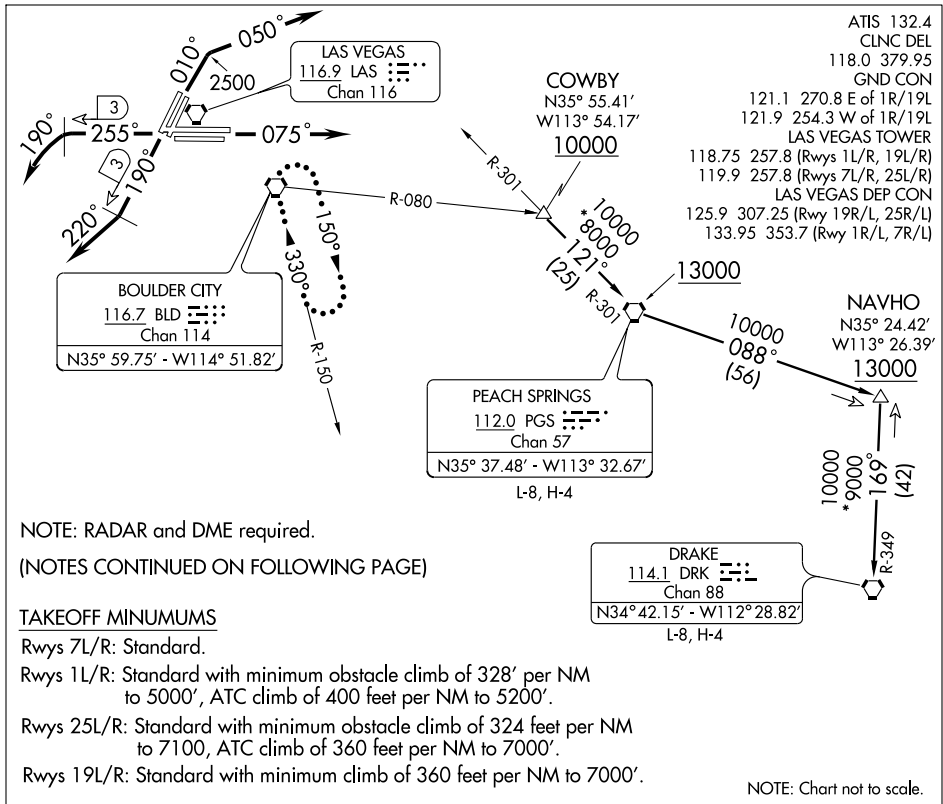 ATIS 132.4
CLNC DEL
118.0 379.95
GND CON
121.1 270.8 E of 1R/19L
121.9 254.3 W of 1R/19L
LAS VEGAS TOWER
118.75 257.8 (Rwys 1L/R, 19L/R)
119.9 257.8 (Rwys 7L/R, 25L/R)
LAS VEGAS DEP CON
125.9 307.25 (Rwy 19R/L, 25R/L)
133.95 353.7 (Rwy 1R/L, 7R/L)
050°
010°
2500
LAS VEGAS
116.9 LAS
Chan 116
3
190°
255°
075°
3
190°
220°
COWBY
N35° 55.41'
W113° 54.17'
10000
R-301
R-080
150°
330°
R-150
BOULDER CITY
116.7 BLD
Chan 114
N35° 59.75' - W114° 51.82'
10000
*8000
121°
(25)
R-301
13000
PEACH SPRINGS
112.0 PGS
Chan 57
N35° 37.48' - W113° 32.67'
L-8, H-4
10000
088°
(56)
NAVHO
N35° 24.42'
W113° 26.39'
13000
10000
*9000
169°
(42)
R-349
DRAKE
114.1 DRK
Chan 88
N34° 42.15' - W112° 28.82'
L-8, H-4
NOTE: RADAR and DME required.
(NOTES CONTINUED ON FOLLOWING PAGE)
TAKEOFF MINUMUMS
Rwys 7L/R: Standard.
Rwys 1L/R: Standard with minimum obstacle climb of 328' per NM
to 5000', ATC climb of 400 feet per NM to 5200'.
Rwys 25L/R: Standard with minimum obstacle climb of 324 feet per NM
to 7100, ATC climb of 360 feet per NM to 7000'.
Rwys 19L/R: Standard with minimum climb of 360 feet per NM to 7000'.
NOTE: Chart not to scale.